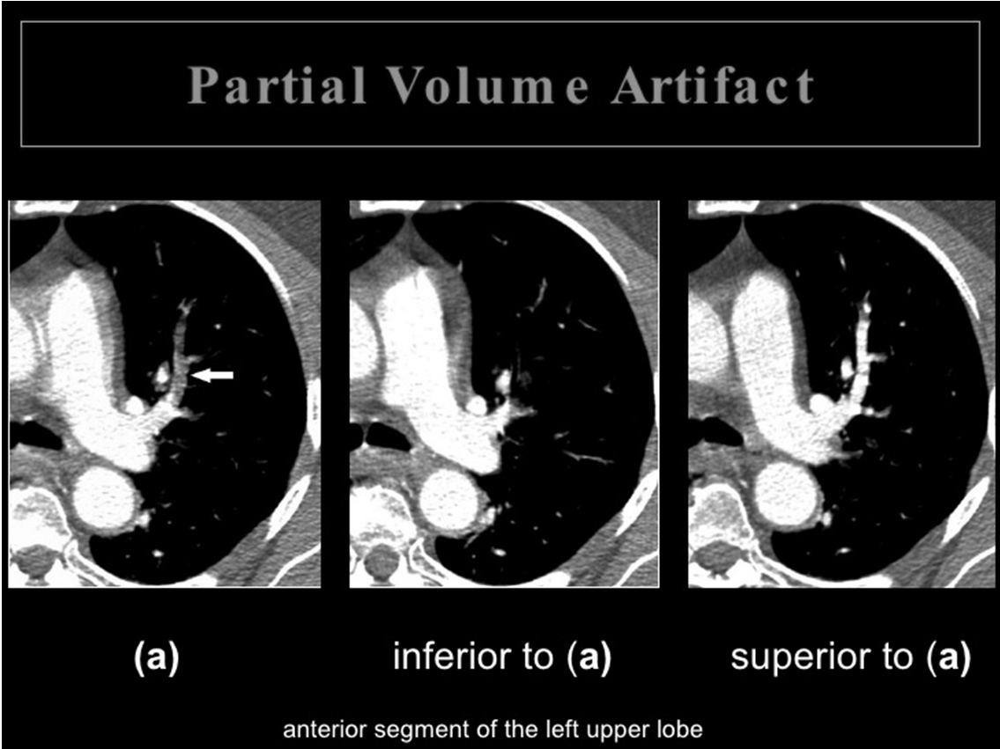 Partial Volume Artifact
(a)
inferior to (a)
superior to (a)
anterior segment of the left upper lobe